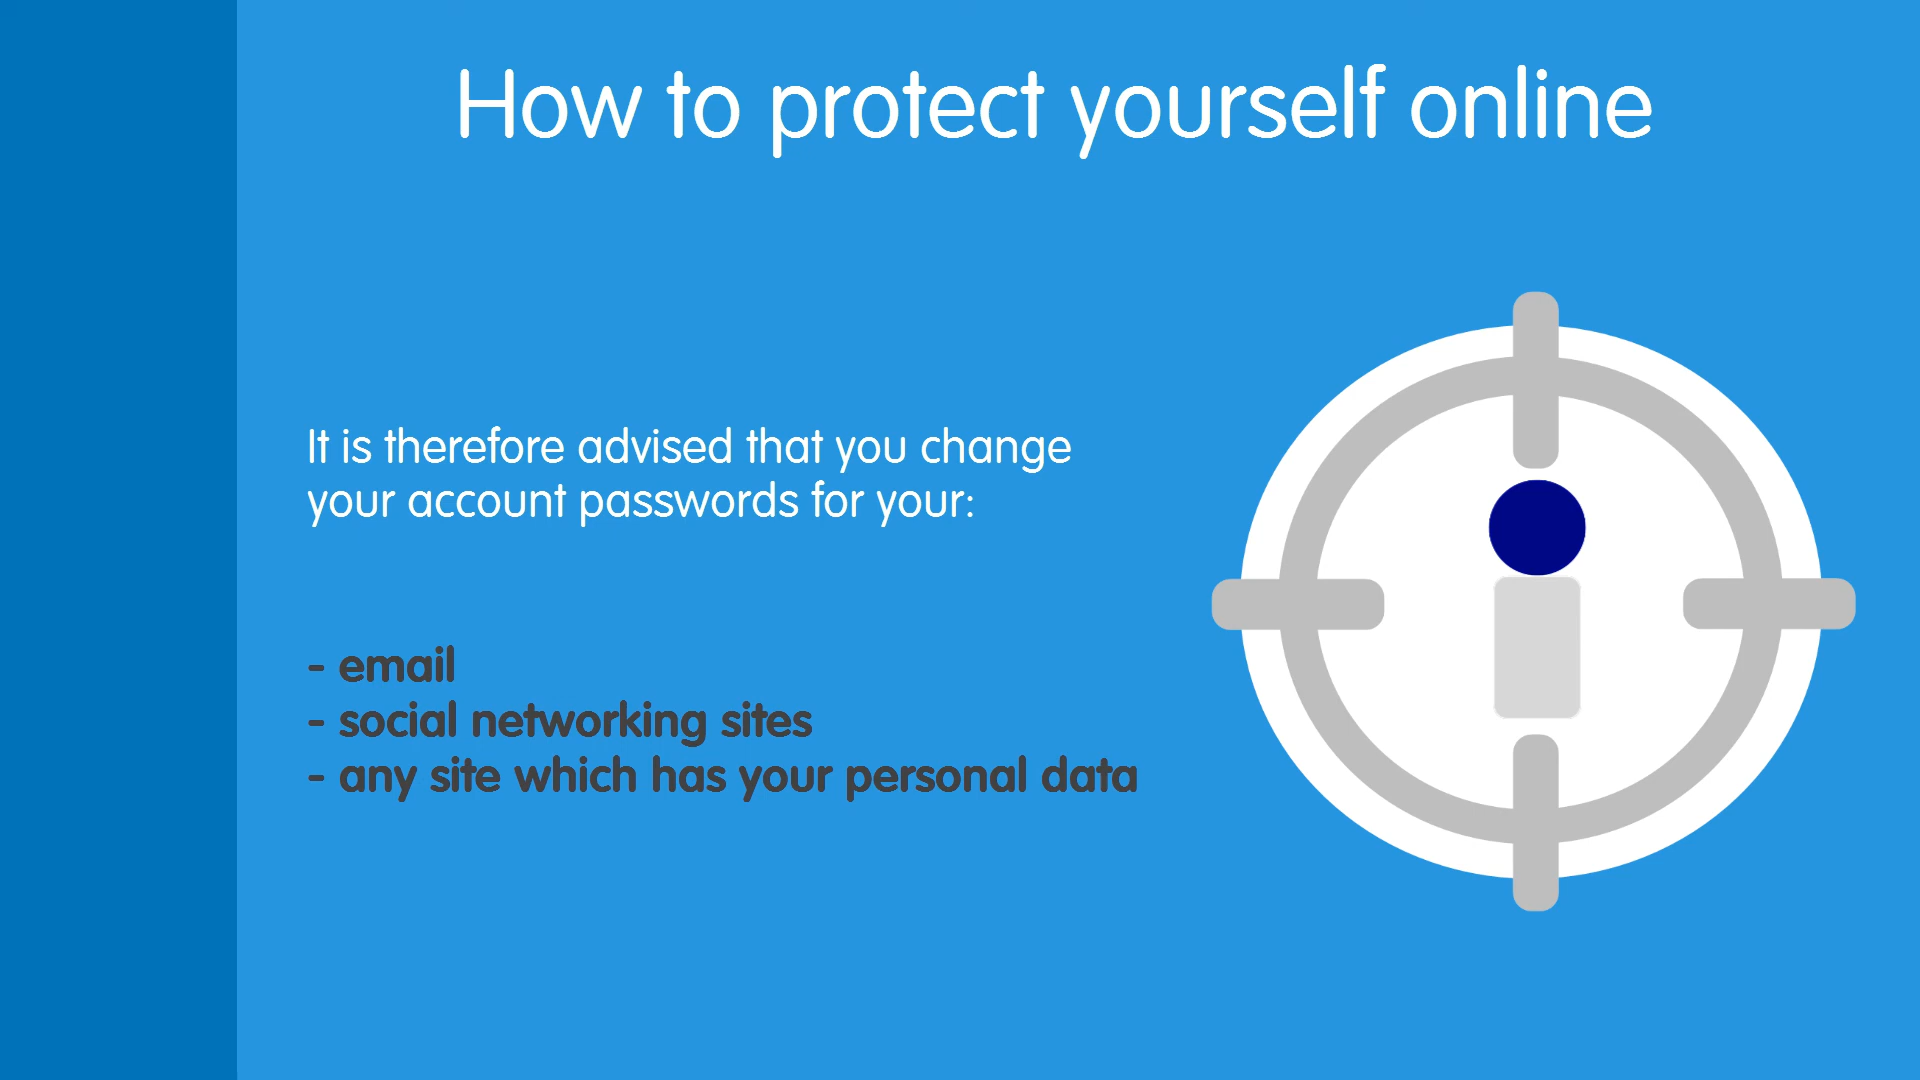 How to protect yourself online
It is therefore advised that you change
your account passwords for your:
- email
- social networking sites
- any site which has your personal data